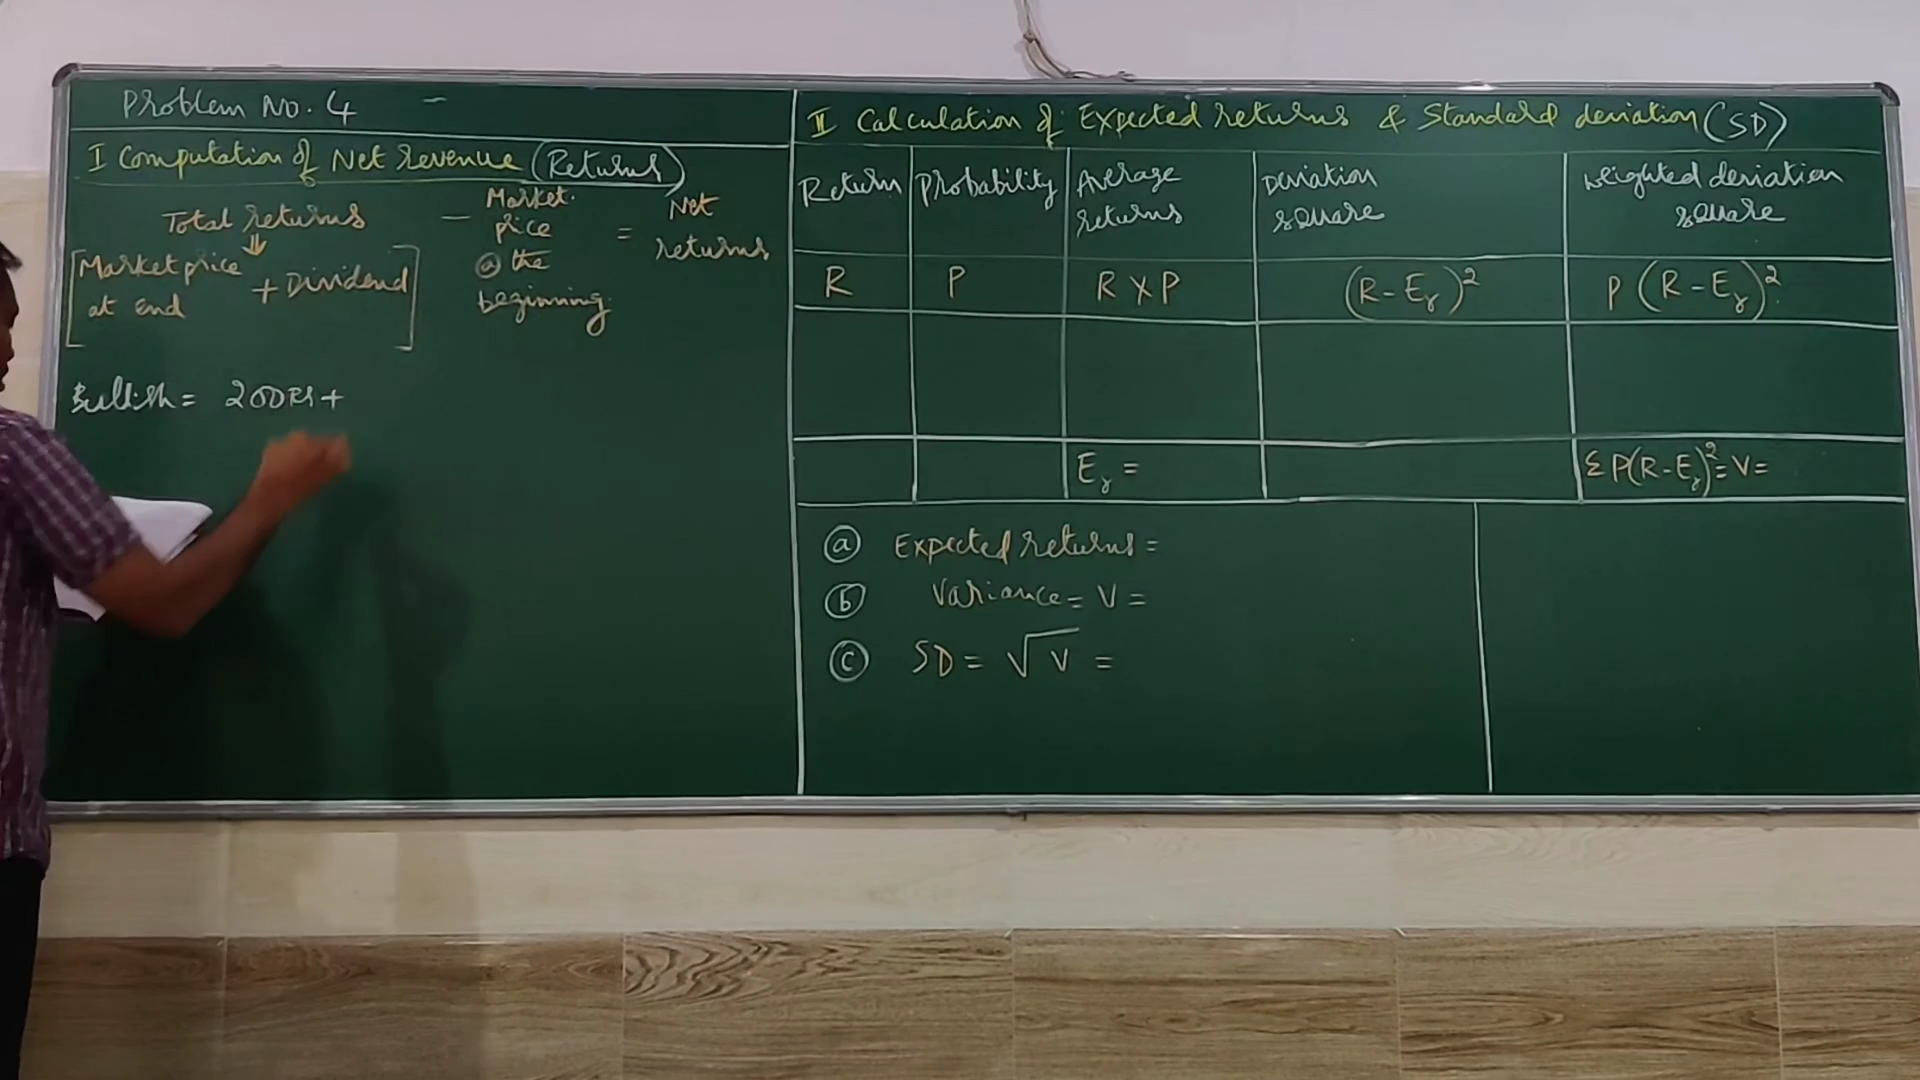 Problem No. 4 –
I Computation of Net revenue (Returns)
Total returns – Market price @ the beginning = Net returns
⇓
[Market price at end + Dividend]
Bullish = 200Rs +
II Calculation of Expected returns & Standard deviation (SD)
Return Probability Average returns Deviation square Weighted deviation square
R P R X P (R - Eᵣ)² P (R - Eᵣ)²
Eᵣ = Σ P(R - Eᵣ)² = V =
(a) Expected returns =
(b) Variance = V =
(c) SD = √V =